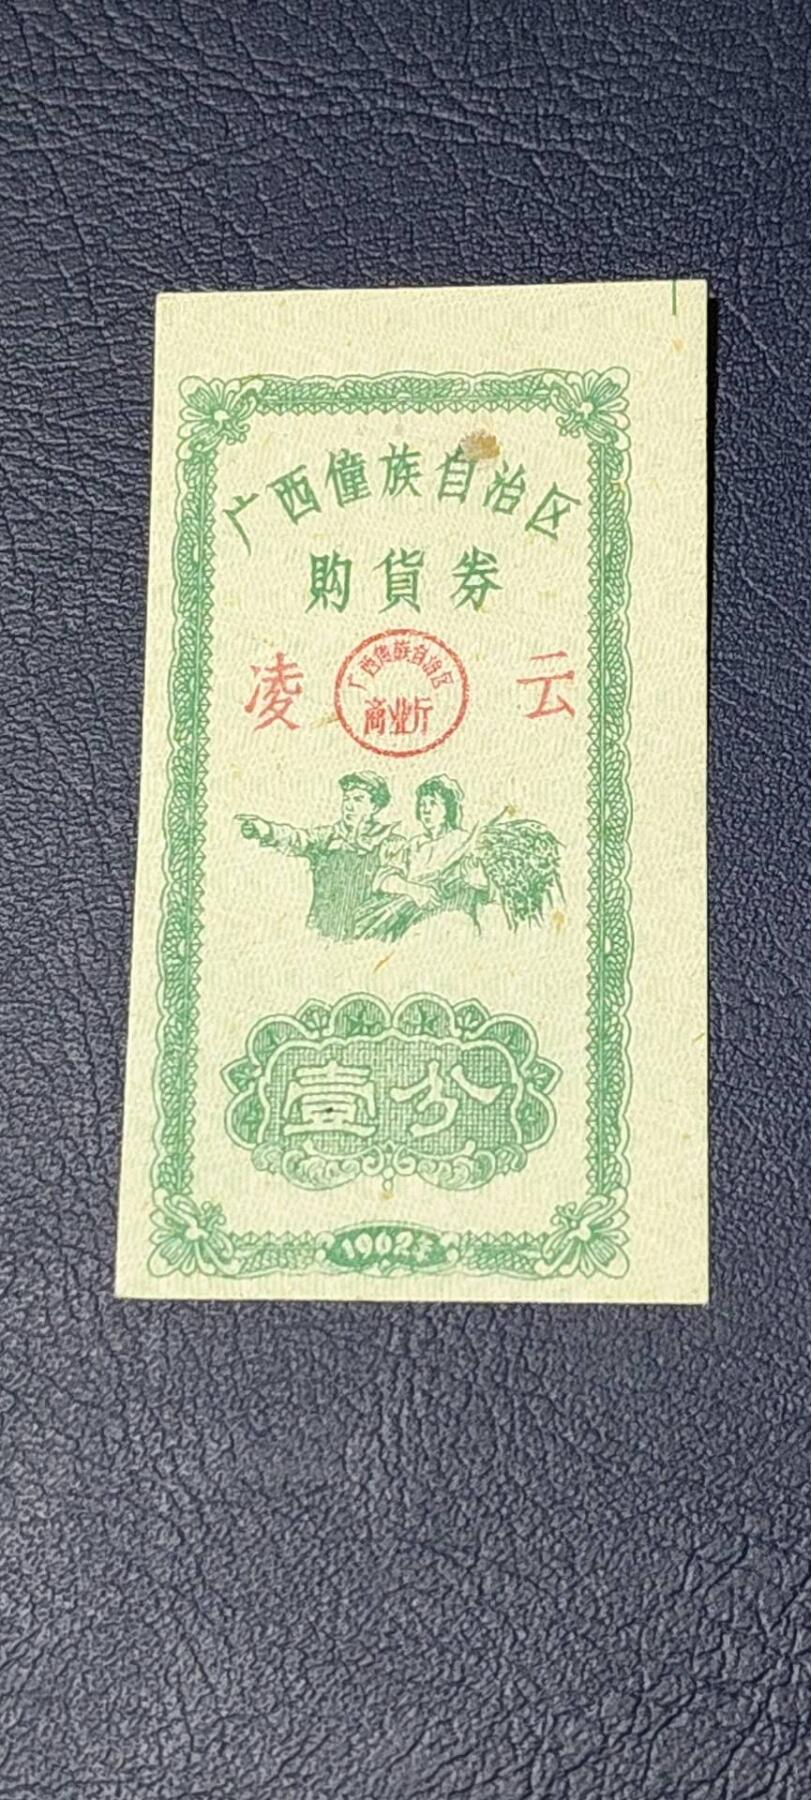 广西僮族自治区
购貨券
凌 云
广西僮族自治区
商业厅
壹分
1962年